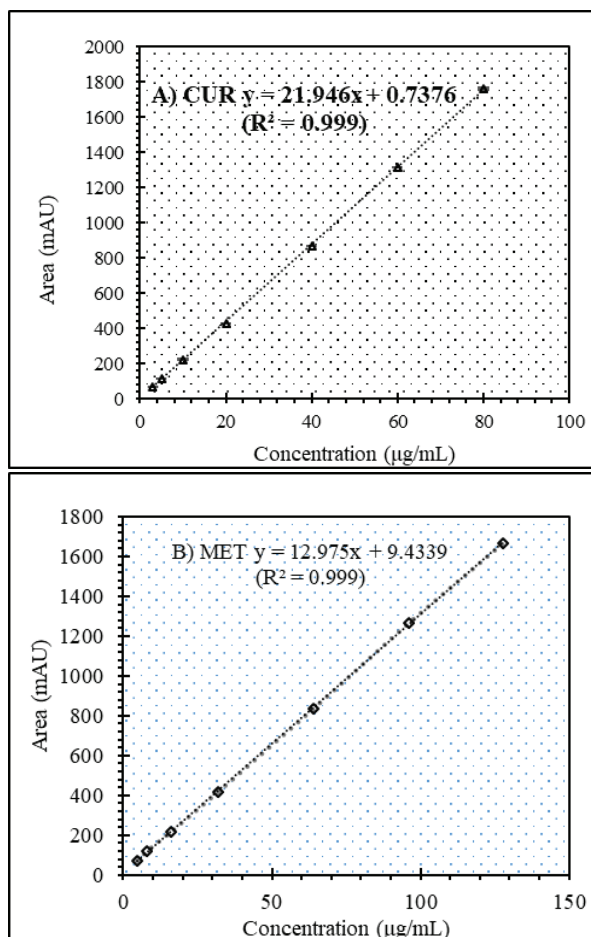 2000
1800
1600
1400
1200
1000
800
600
400
200
0
A) CUR y = 21.946x + 0.7376
(R² = 0.999)
Area (mAU)
0 20 40 60 80 100
Concentration (μg/mL)
1800
1600
1400
1200
1000
800
600
400
200
0
B) MET y = 12.975x + 9.4339
(R² = 0.999)
Area (mAU)
0 50 100 150
Concentration (μg/mL)